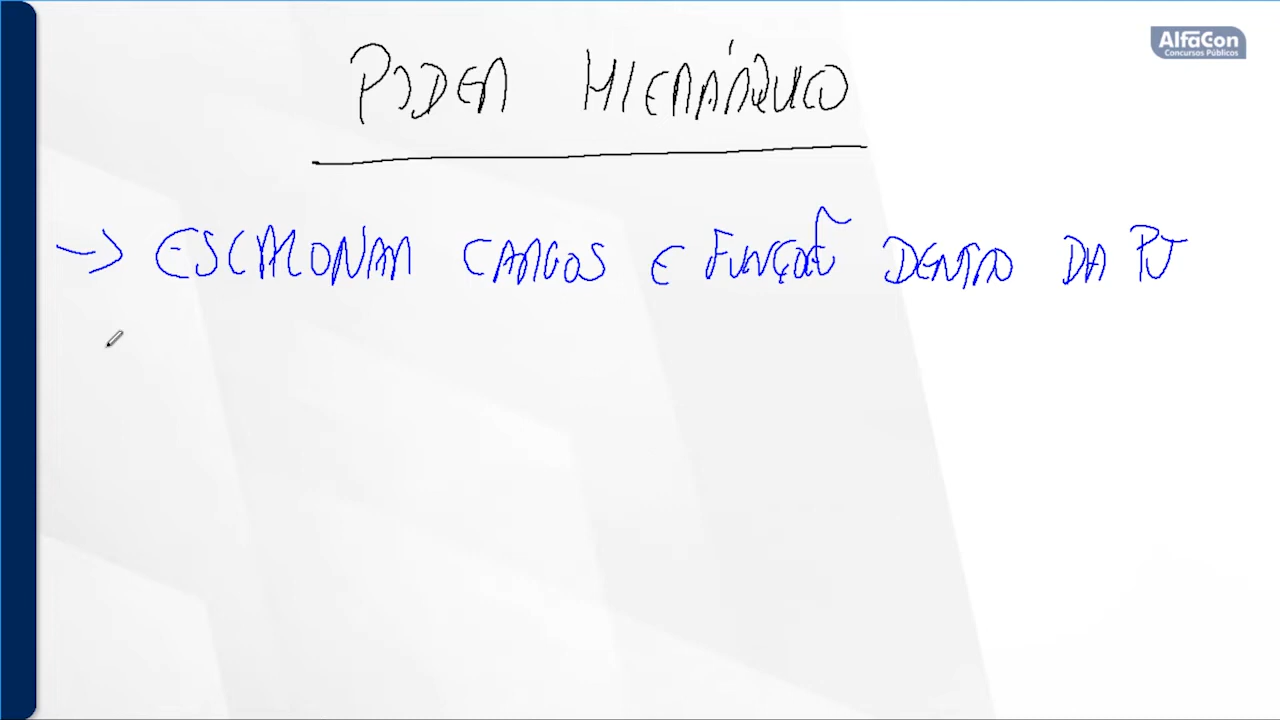 AlfaCon
Concursos Públicos
PODER HIERÁRQUICO
→ ESCALONAR CARGOS E FUNÇÕES DENTRO DA PJ